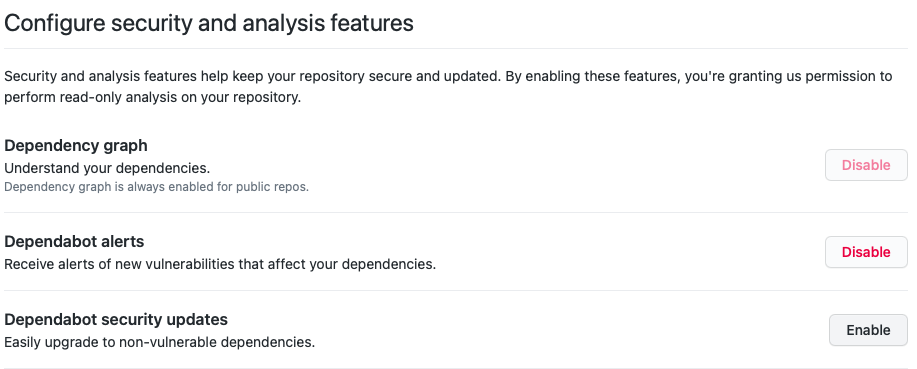 Configure security and analysis features
Security and analysis features help keep your repository secure and updated. By enabling these features, you're granting us permission to
perform read-only analysis on your repository.
Dependency graph
Understand your dependencies.
Dependency graph is always enabled for public repos.
Disable
Dependabot alerts
Receive alerts of new vulnerabilities that affect your dependencies.
Disable
Dependabot security updates
Easily upgrade to non-vulnerable dependencies.
Enable